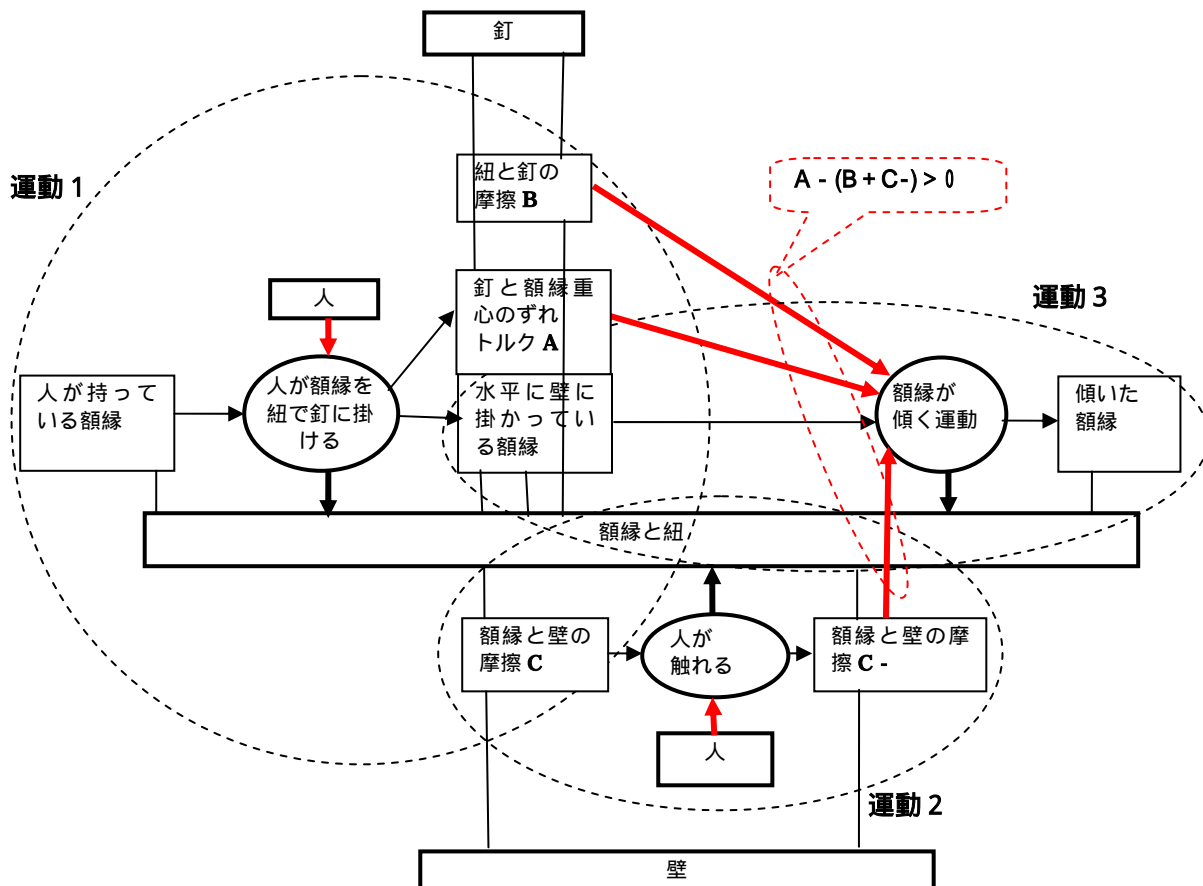 釘
運動 1
紐と釘の
摩擦 B
A - (B + C-) > 0
人
釘と額縁重
心のずれ
トルク A
運動 3
人が持って
いる額縁
人が額縁を
紐で釘に掛
ける
水平に壁に
掛かってい
る額縁
額縁が
傾く運動
傾いた
額縁
額縁と紐
額縁と壁の
摩擦 C
人が
触れる
額縁と壁の摩
擦 C -
人
運動 2
壁